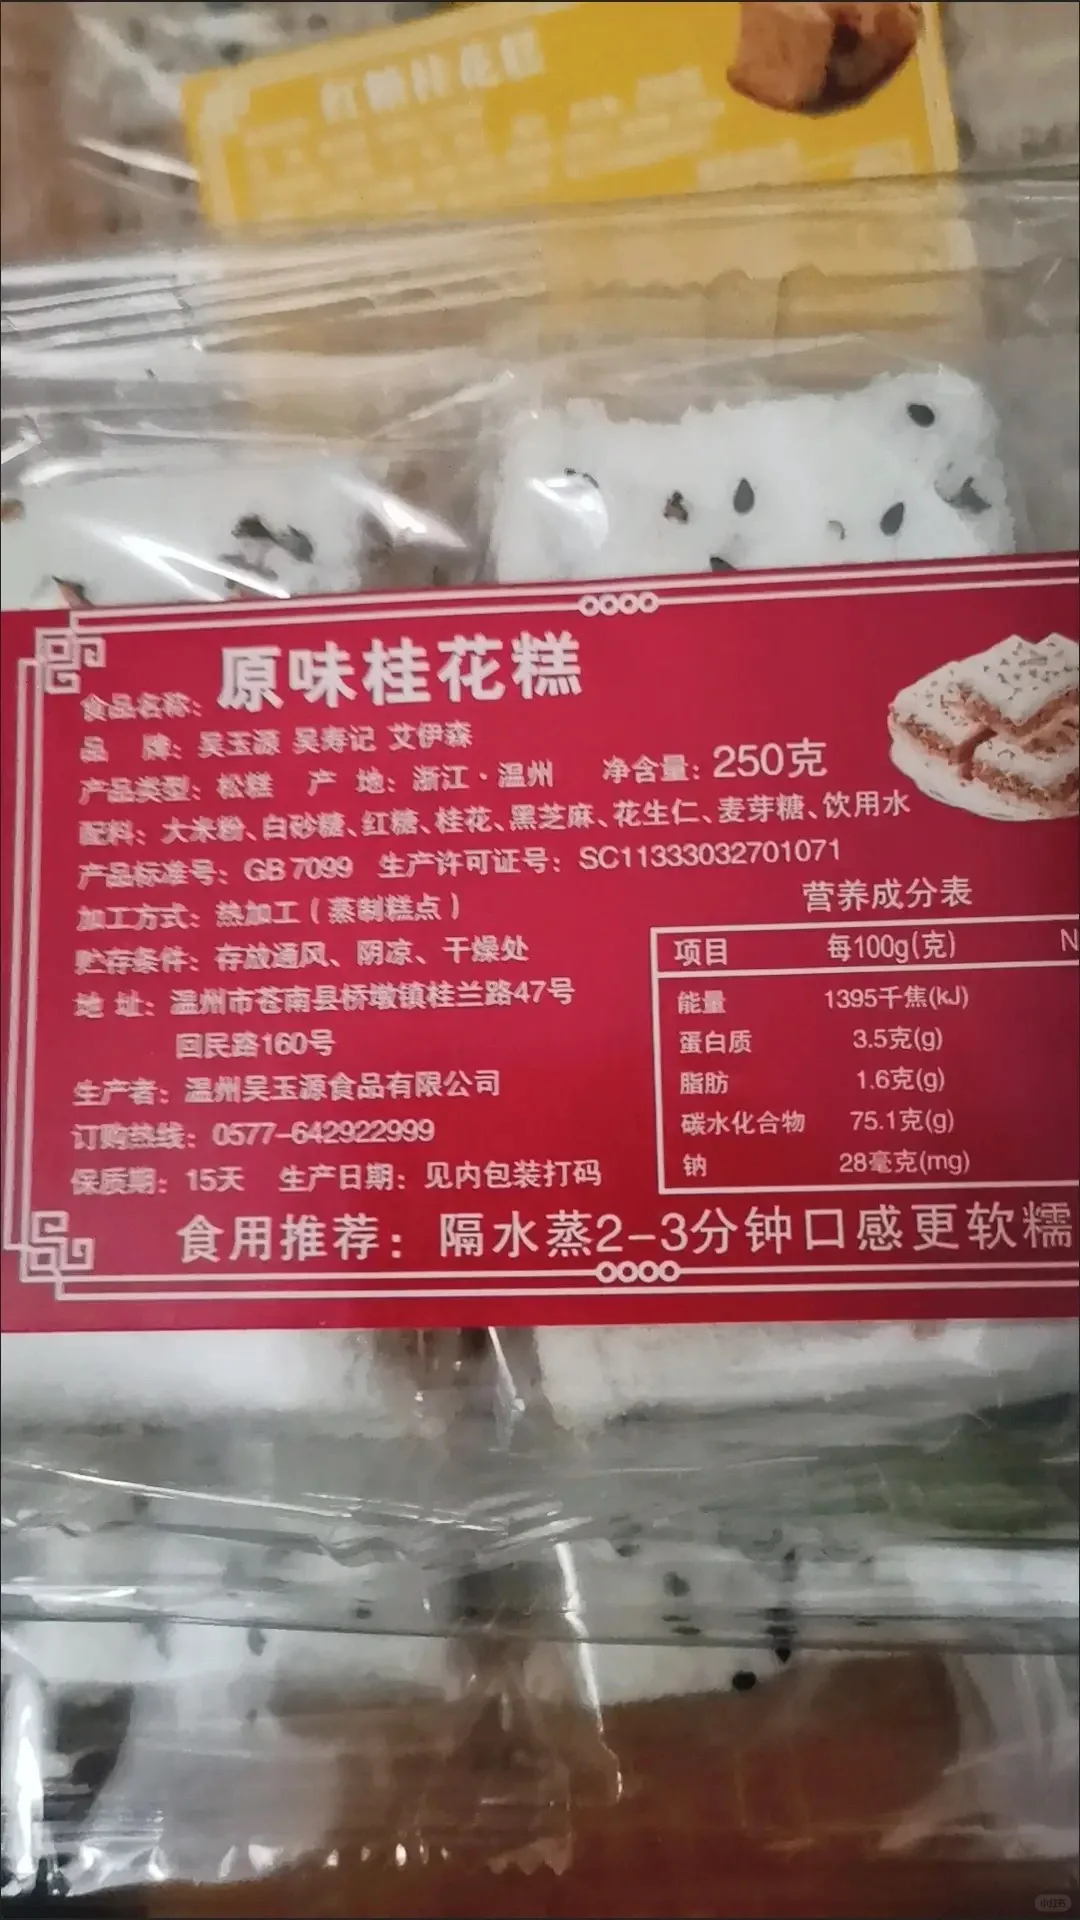 红糖桂花糕
原味桂花糕
食品名称:
品 牌: 吴玉源 吴寿记 艾伊森
产品类型: 松糕 产 地: 浙江·温州 净含量: 250克
配料: 大米粉、白砂糖、红糖、桂花、黑芝麻、花生仁、麦芽糖、饮用水
产品标准号: GB 7099 生产许可证号: SC11333032701071
加工方式: 热加工(蒸制糕点)
贮存条件: 存放通风、阴凉、干燥处
地 址: 温州市苍南县桥墩镇桂兰路47号
回民路160号
生产者: 温州吴玉源食品有限公司
订购热线: 0577-642922999
保质期: 15天 生产日期: 见内包装打码
营养成分表
项目 每100g(克) N
能量 1395千焦(kJ)
蛋白质 3.5克(g)
脂肪 1.6克(g)
碳水化合物 75.1克(g)
钠 28毫克(mg)
食用推荐: 隔水蒸2-3分钟口感更软糯